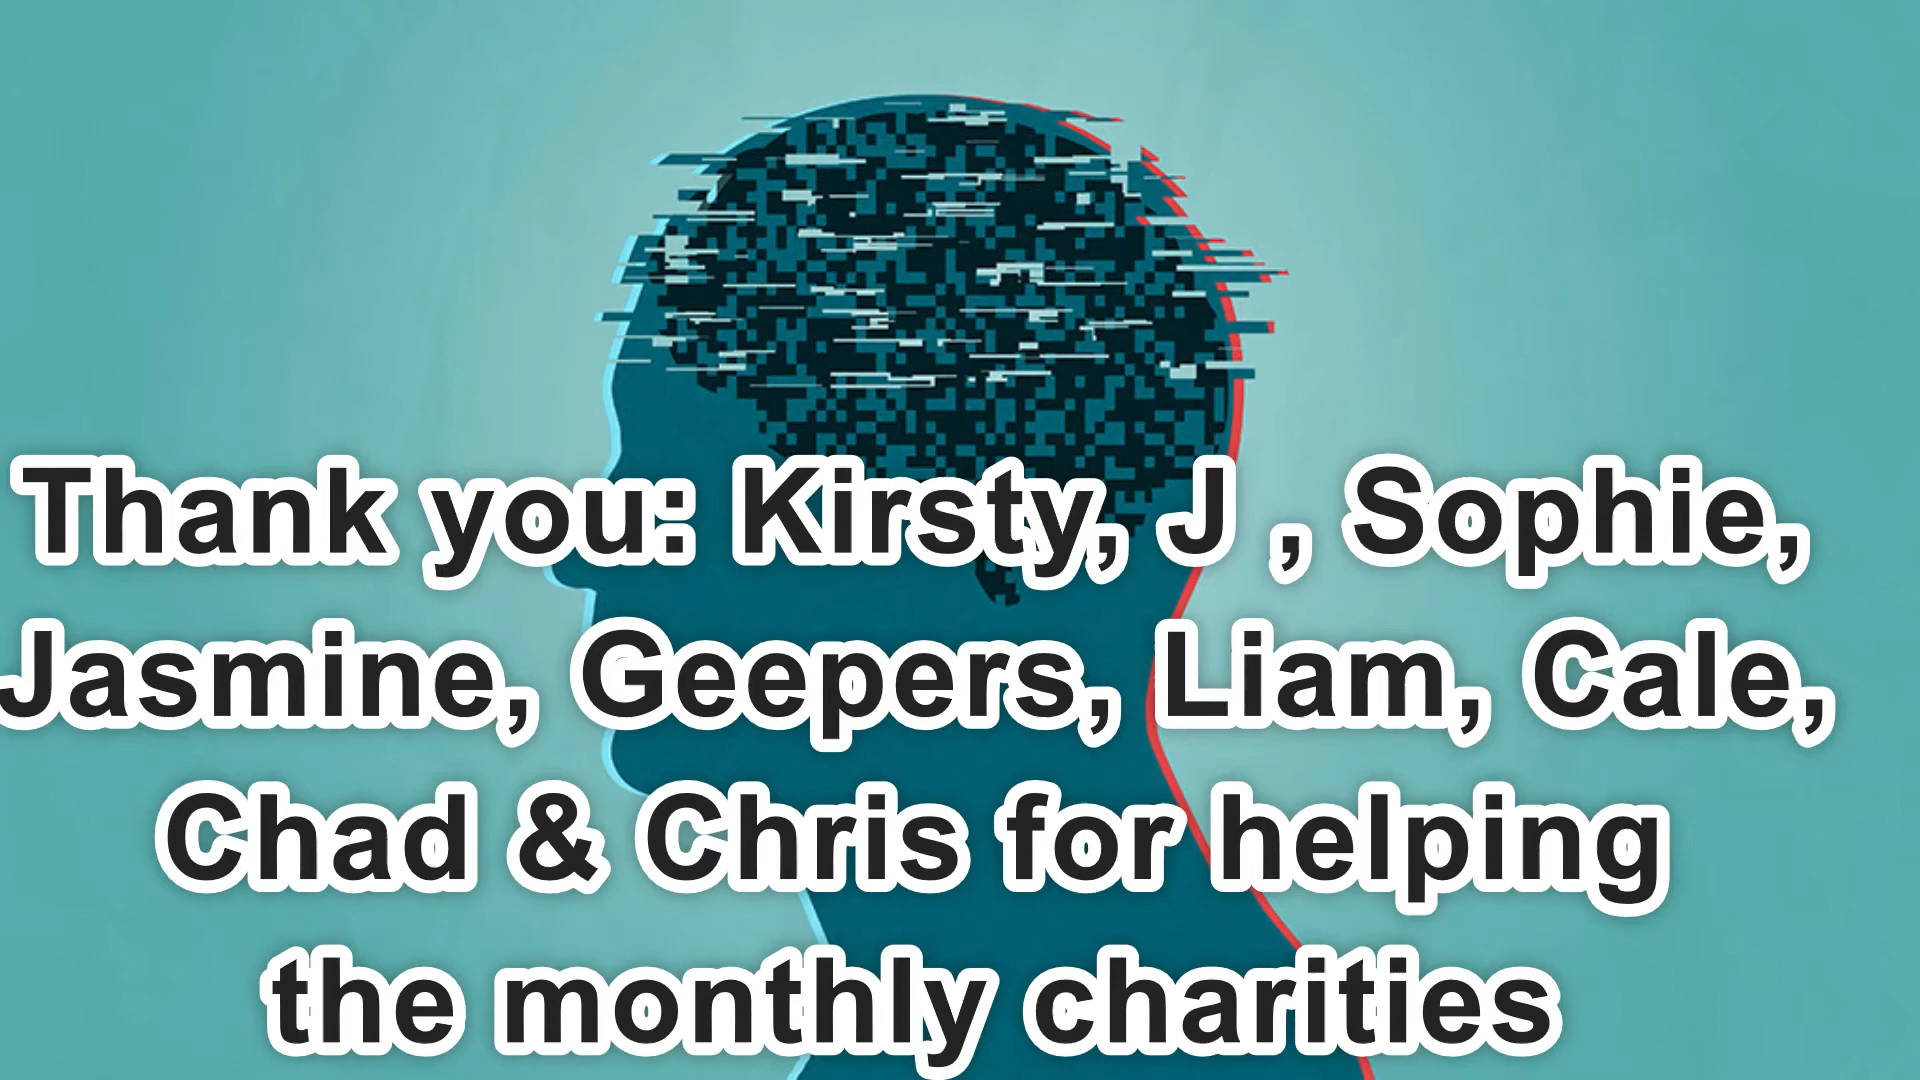 Thank you: Kirsty, J , Sophie,
Jasmine, Geepers, Liam, Cale,
Chad & Chris for helping
the monthly charities